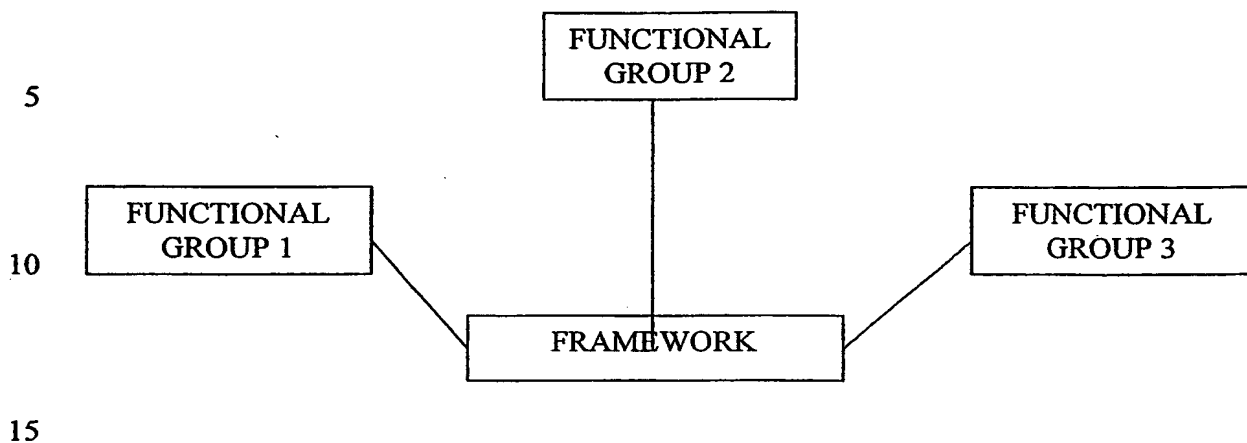 FUNCTIONAL
GROUP 2
5
FUNCTIONAL
GROUP 1
FUNCTIONAL
GROUP 3
10
FRAMEWORK
15